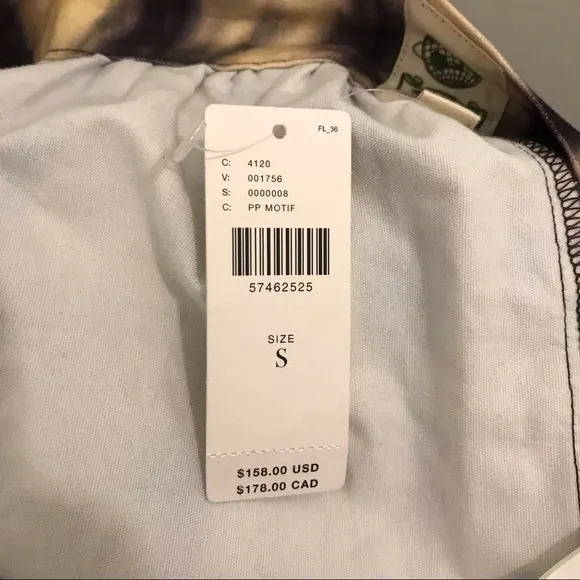 FL_36
C: 4120
V: 001756
S: 0000008
C: PP MOTIF
57462525
SIZE
S
$158.00 USD
$178.00 CAD